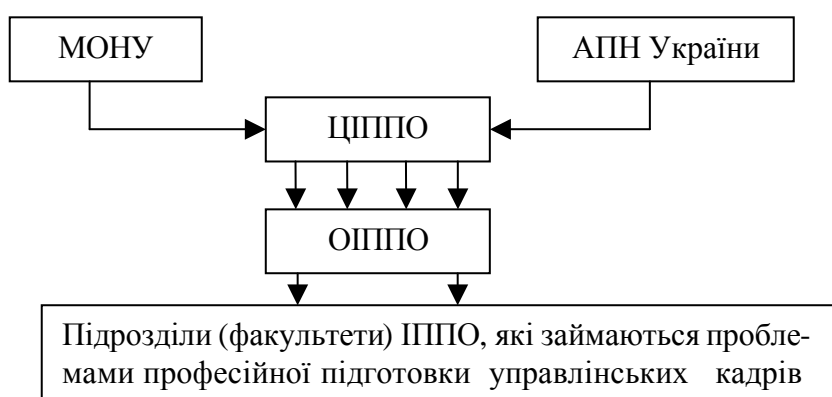 МОНУ
АПН України
ЦІППО
ОІППО
Підрозділи (факультети) ІППО, які займаються пробле-
мами професійної підготовки управлінських кадрів